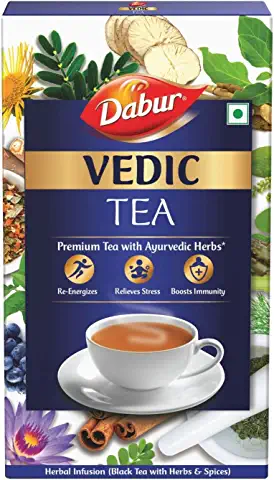 Dabur
VEDIC
TEA
Premium Tea with Ayurvedic Herbs*
Re-Energizes Relieves Stress Boosts Immunity
Herbal Infusion (Black Tea with Herbs & Spices)